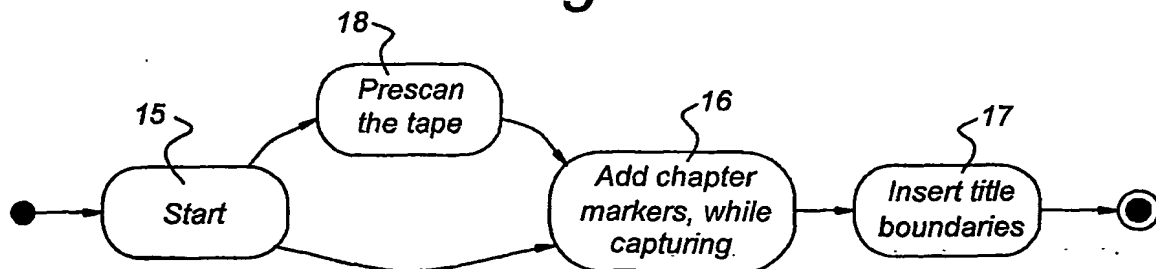 18
Prescan
the tape
15
Start
16
Add chapter
markers, while
capturing
17
Insert title
boundaries